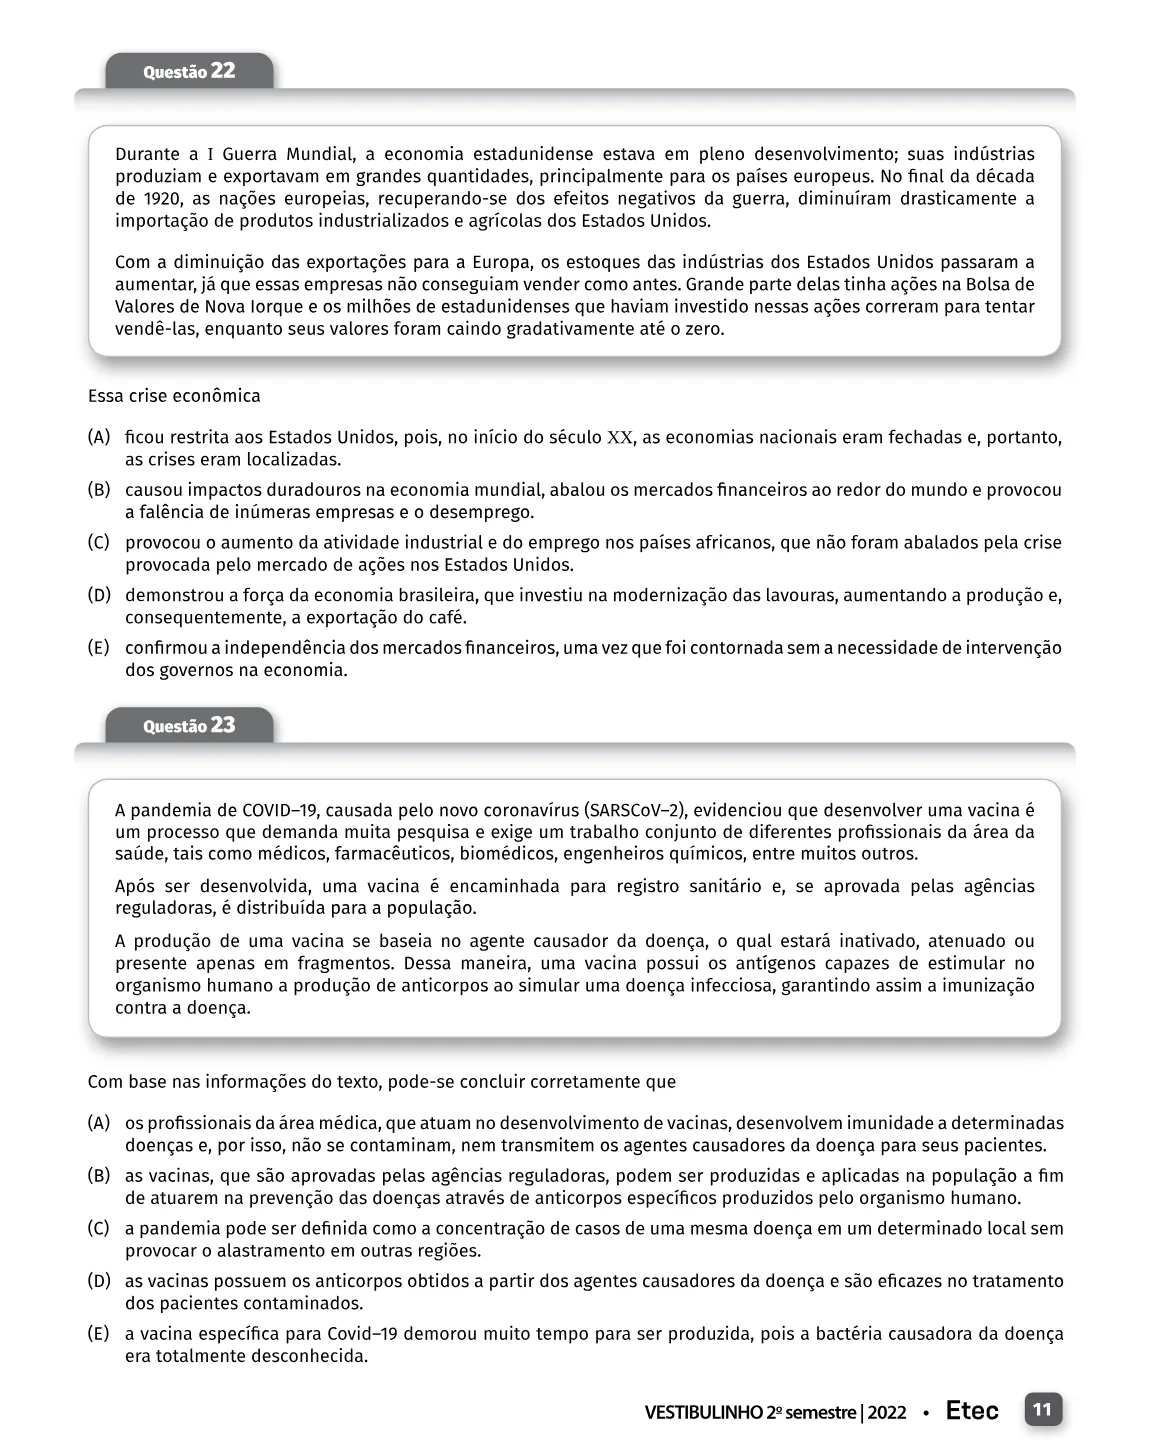 Questão 22
Durante a I Guerra Mundial, a economia estadunidense estava em pleno desenvolvimento; suas indústrias
produziam e exportavam em grandes quantidades, principalmente para os países europeus. No final da década
de 1920, as nações europeias, recuperando-se dos efeitos negativos da guerra, diminuíram drasticamente a
importação de produtos industrializados e agrícolas dos Estados Unidos.
Com a diminuição das exportações para a Europa, os estoques das indústrias dos Estados Unidos passaram a
aumentar, já que essas empresas não conseguiam vender como antes. Grande parte delas tinha ações na Bolsa de
Valores de Nova Iorque e os milhões de estadunidenses que haviam investido nessas ações correram para tentar
vendê-las, enquanto seus valores foram caindo gradativamente até o zero.
Essa crise econômica
(A) ficou restrita aos Estados Unidos, pois, no início do século XX, as economias nacionais eram fechadas e, portanto,
as crises eram localizadas.
(B) causou impactos duradouros na economia mundial, abalou os mercados financeiros ao redor do mundo e provocou
a falência de inúmeras empresas e o desemprego.
(C) provocou o aumento da atividade industrial e do emprego nos países africanos, que não foram abalados pela crise
provocada pelo mercado de ações nos Estados Unidos.
(D) demonstrou a força da economia brasileira, que investiu na modernização das lavouras, aumentando a produção e,
consequentemente, a exportação do café.
(E) confirmou a independência dos mercados financeiros, uma vez que foi contornada sem a necessidade de intervenção
dos governos na economia.
Questão 23
A pandemia de COVID–19, causada pelo novo coronavírus (SARSCoV–2), evidenciou que desenvolver uma vacina é
um processo que demanda muita pesquisa e exige um trabalho conjunto de diferentes profissionais da área da
saúde, tais como médicos, farmacêuticos, biomédicos, engenheiros químicos, entre muitos outros.
Após ser desenvolvida, uma vacina é encaminhada para registro sanitário e, se aprovada pelas agências
reguladoras, é distribuída para a população.
A produção de uma vacina se baseia no agente causador da doença, o qual estará inativado, atenuado ou
presente apenas em fragmentos. Dessa maneira, uma vacina possui os antígenos capazes de estimular no
organismo humano a produção de anticorpos ao simular uma doença infecciosa, garantindo assim a imunização
contra a doença.
Com base nas informações do texto, pode-se concluir corretamente que
(A) os profissionais da área médica, que atuam no desenvolvimento de vacinas, desenvolvem imunidade a determinadas
doenças e, por isso, não se contaminam, nem transmitem os agentes causadores da doença para seus pacientes.
(B) as vacinas, que são aprovadas pelas agências reguladoras, podem ser produzidas e aplicadas na população a fim
de atuarem na prevenção das doenças através de anticorpos específicos produzidos pelo organismo humano.
(C) a pandemia pode ser definida como a concentração de casos de uma mesma doença em um determinado local sem
provocar o alastramento em outras regiões.
(D) as vacinas possuem os anticorpos obtidos a partir dos agentes causadores da doença e são eficazes no tratamento
dos pacientes contaminados.
(E) a vacina específica para Covid–19 demorou muito tempo para ser produzida, pois a bactéria causadora da doença
era totalmente desconhecida.
VESTIBULINHO 2º semestre | 2022 • Etec 11